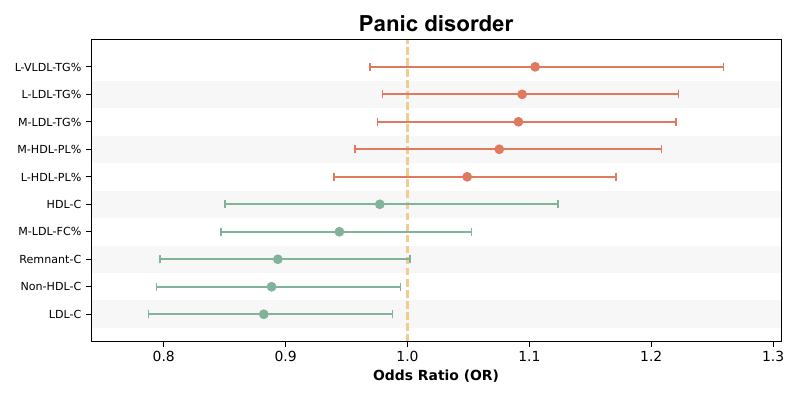 Panic disorder
L-VLDL-TG%
L-LDL-TG%
M-LDL-TG%
M-HDL-PL%
L-HDL-PL%
HDL-C
M-LDL-FC%
Remnant-C
Non-HDL-C
LDL-C
0.8 0.9 1.0 1.1 1.2 1.3
Odds Ratio (OR)